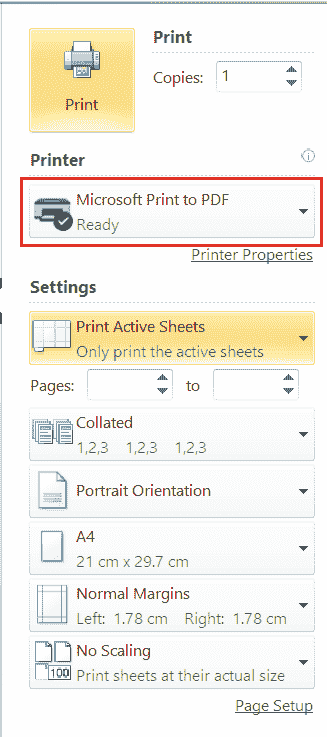 Print
Print
Copies: 1
Printer
Microsoft Print to PDF
Ready
Printer Properties
Settings
Print Active Sheets
Only print the active sheets
Pages: to
Collated
1,2,3 1,2,3 1,2,3
Portrait Orientation
A4
21 cm x 29.7 cm
Normal Margins
Left: 1.78 cm Right: 1.78 cm
No Scaling
100
Print sheets at their actual size
Page Setup